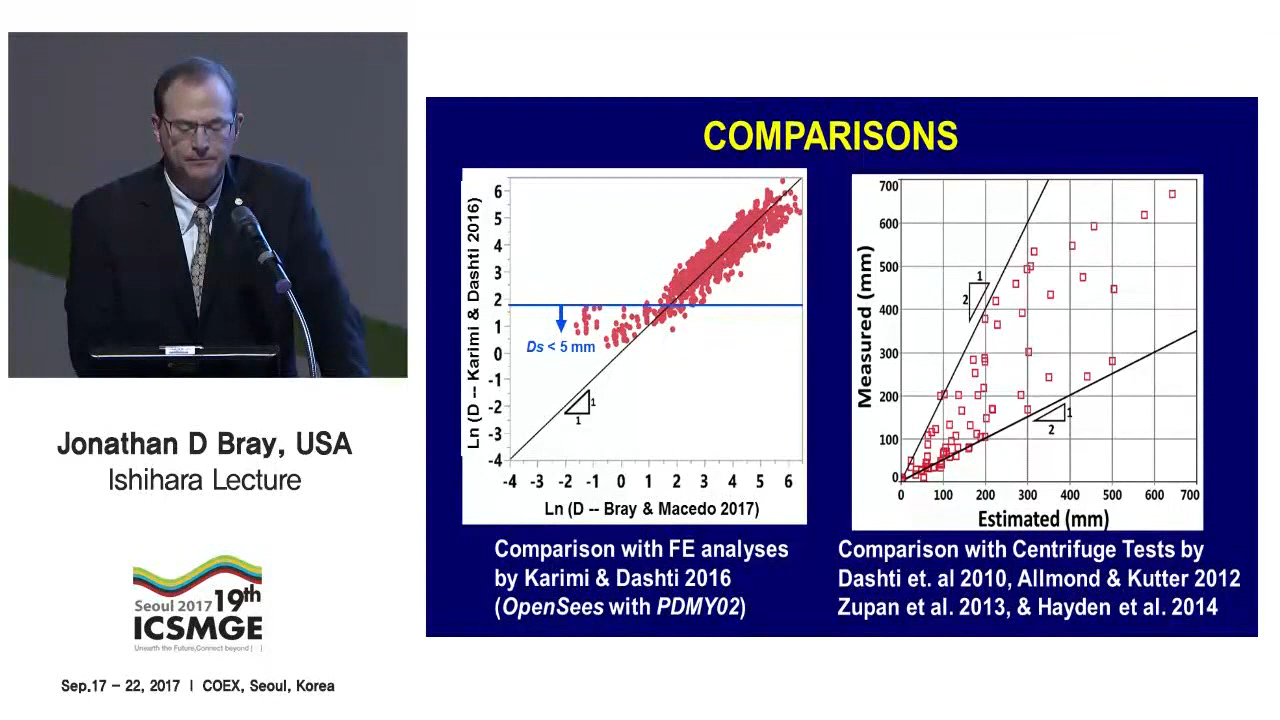 COMPARISONS
Ln (D -- Karimi & Dashti 2016)
6
5
4
3
2
1
0
-1
-2
-3
-4
Ds < 5 mm
1
1
-4 -3 -2 -1 0 1 2 3 4 5 6
Ln (D -- Bray & Macedo 2017)
Measured (mm)
700
600
500
400
300
200
100
0
1
2
1
2
0 100 200 300 400 500 600 700
Estimated (mm)
Comparison with FE analyses
by Karimi & Dashti 2016
(OpenSees with PDMY02)
Comparison with Centrifuge Tests by
Dashti et. al 2010, Allmond & Kutter 2012
Zupan et al. 2013, & Hayden et al. 2014
Jonathan D Bray, USA
Ishihara Lecture
Seoul 2017 19th
ICSMGE
Unearth the Future, Connect beyond [ ]
Sep.17 – 22, 2017 | COEX, Seoul, Korea